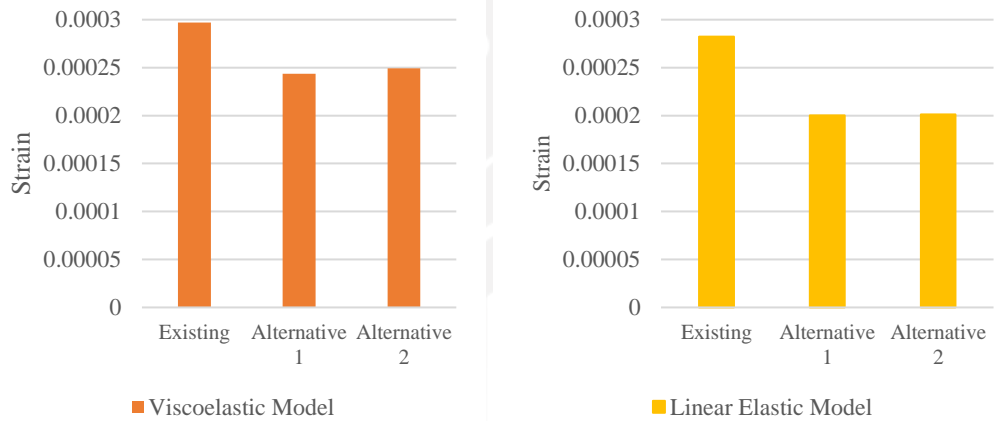 0.0003
0.00025
0.0002
0.00015
0.0001
0.00005
0
Strain
Existing
Alternative
1
Alternative
2
Viscoelastic Model
0.0003
0.00025
0.0002
0.00015
0.0001
0.00005
0
Strain
Existing
Alternative
1
Alternative
2
Linear Elastic Model